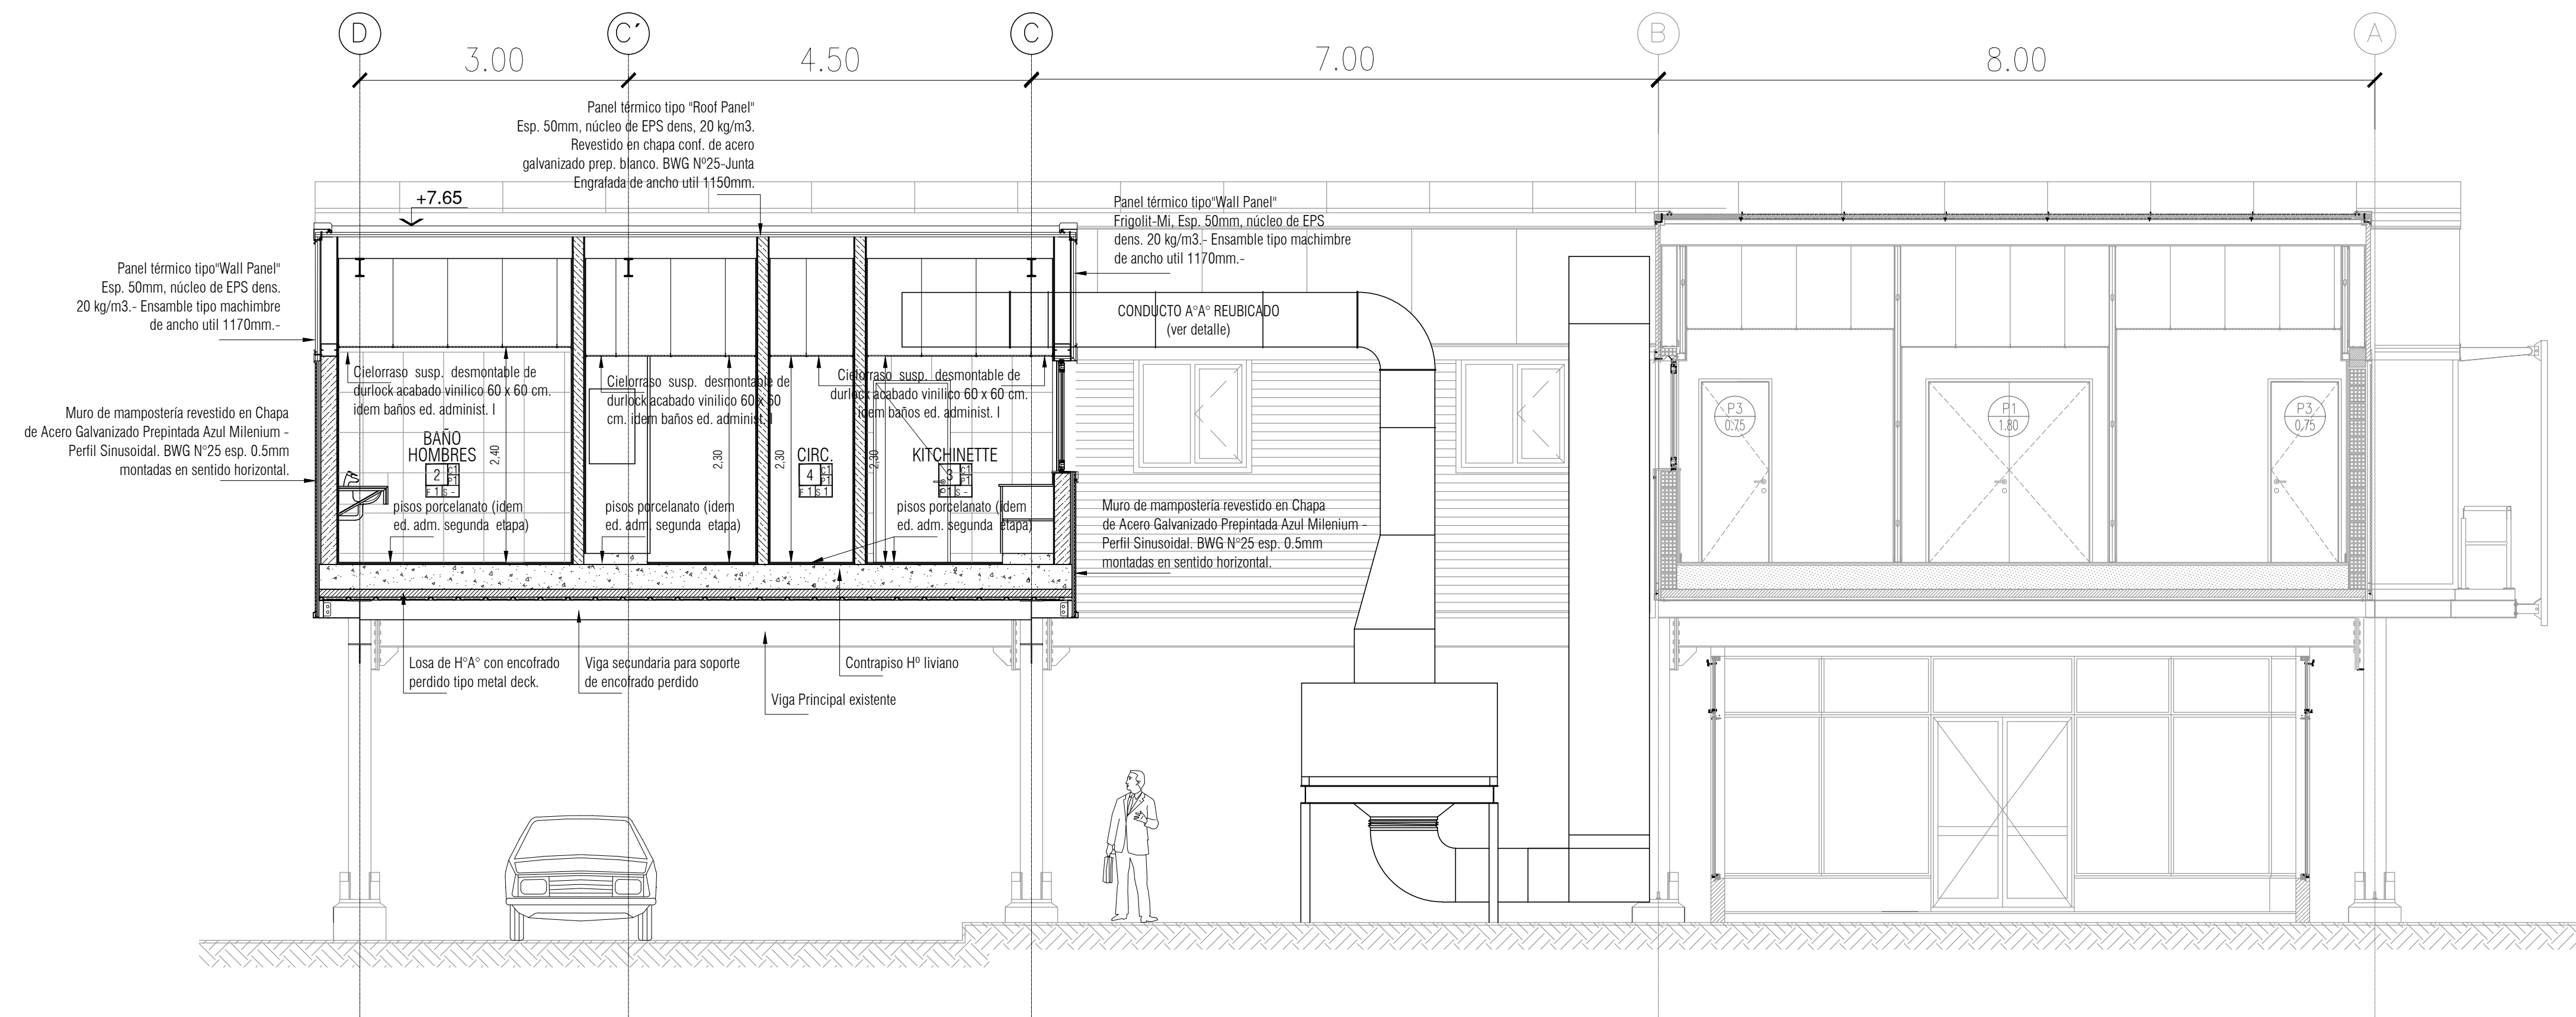 D
C´
C
B
A
3.00
4.50
7.00
8.00
Panel térmico tipo "Roof Panel"
Esp. 50mm, núcleo de EPS dens, 20 kg/m3.
Revestido en chapa conf. de acero
galvanizado prep. blanco. BWG Nº25-Junta
Engrafada de ancho util 1150mm.
+7.65
Panel térmico tipo"Wall Panel"
Frigolit-Mi, Esp. 50mm, núcleo de EPS
dens. 20 kg/m3.- Ensamble tipo machimbre
de ancho util 1170mm.-
Panel térmico tipo"Wall Panel"
Esp. 50mm, núcleo de EPS dens.
20 kg/m3.- Ensamble tipo machimbre
de ancho util 1170mm.-
CONDUCTO A°A° REUBICADO
(ver detalle)
Muro de mampostería revestido en Chapa
de Acero Galvanizado Prepintada Azul Milenium -
Perfil Sinusoidal. BWG N°25 esp. 0.5mm
montadas en sentido horizontal.
Cielorraso susp. desmontable de
durlock acabado vinilico 60 x 60 cm.
idem baños ed. administ. I
Cielorraso susp. desmontable de
durlock acabado vinilico 60 x 60
cm. idem baños ed. administ. I
Cielorraso susp. desmontable de
durlock acabado vinilico 60 x 60 cm.
idem baños ed. administ. I
BAÑO
HOMBRES
2
C1
P1
F 1 S -
2,40
2,30
2,30
CIRC.
4
C1
P1
F 1 S 1
2,30
KITCHINETTE
3
C1
P1
F 1 S -
pisos porcelanato (idem
ed. adm. segunda etapa)
pisos porcelanato (idem
ed. adm. segunda etapa)
pisos porcelanato (idem
ed. adm. segunda etapa)
Muro de mampostería revestido en Chapa
de Acero Galvanizado Prepintada Azul Milenium -
Perfil Sinusoidal. BWG N°25 esp. 0.5mm
montadas en sentido horizontal.
P3
0.75
P1
1.80
P3
0.75
Losa de H°A° con encofrado
perdido tipo metal deck.
Viga secundaria para soporte
de encofrado perdido
Contrapiso Hº liviano
Viga Principal existente